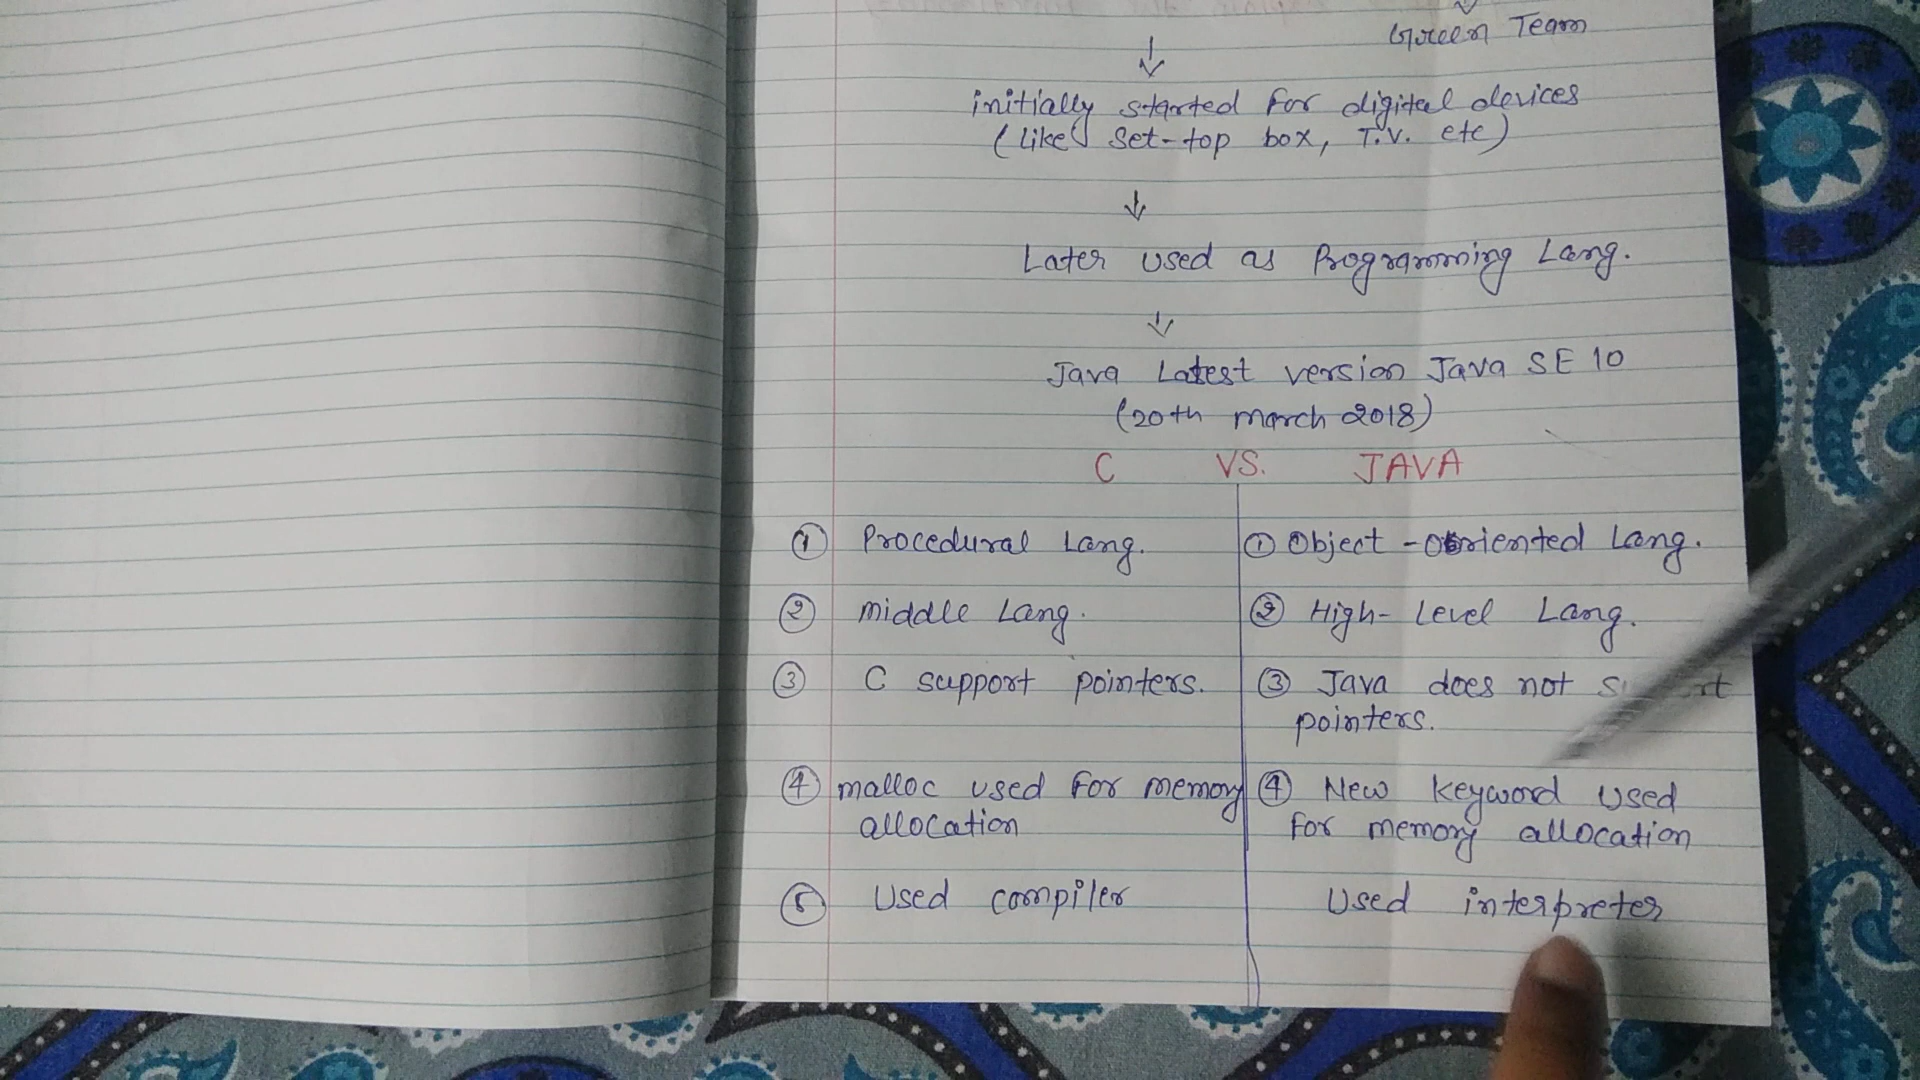 Green Team
initially started for digital devices
(like Set-top box, T.V. etc)
Later used as Programming Lang.
Java Latest version Java SE 10
(20th march 2018)
C VS. JAVA
① Procedural Lang.
① Object-oriented Lang.
② middle Lang.
② High-Level Lang.
③ C support pointers.
③ Java does not
pointers.
④ malloc used for memory
allocation
④ New keyword used
for memory allocation
⑤ Used compiler
Used interpreter